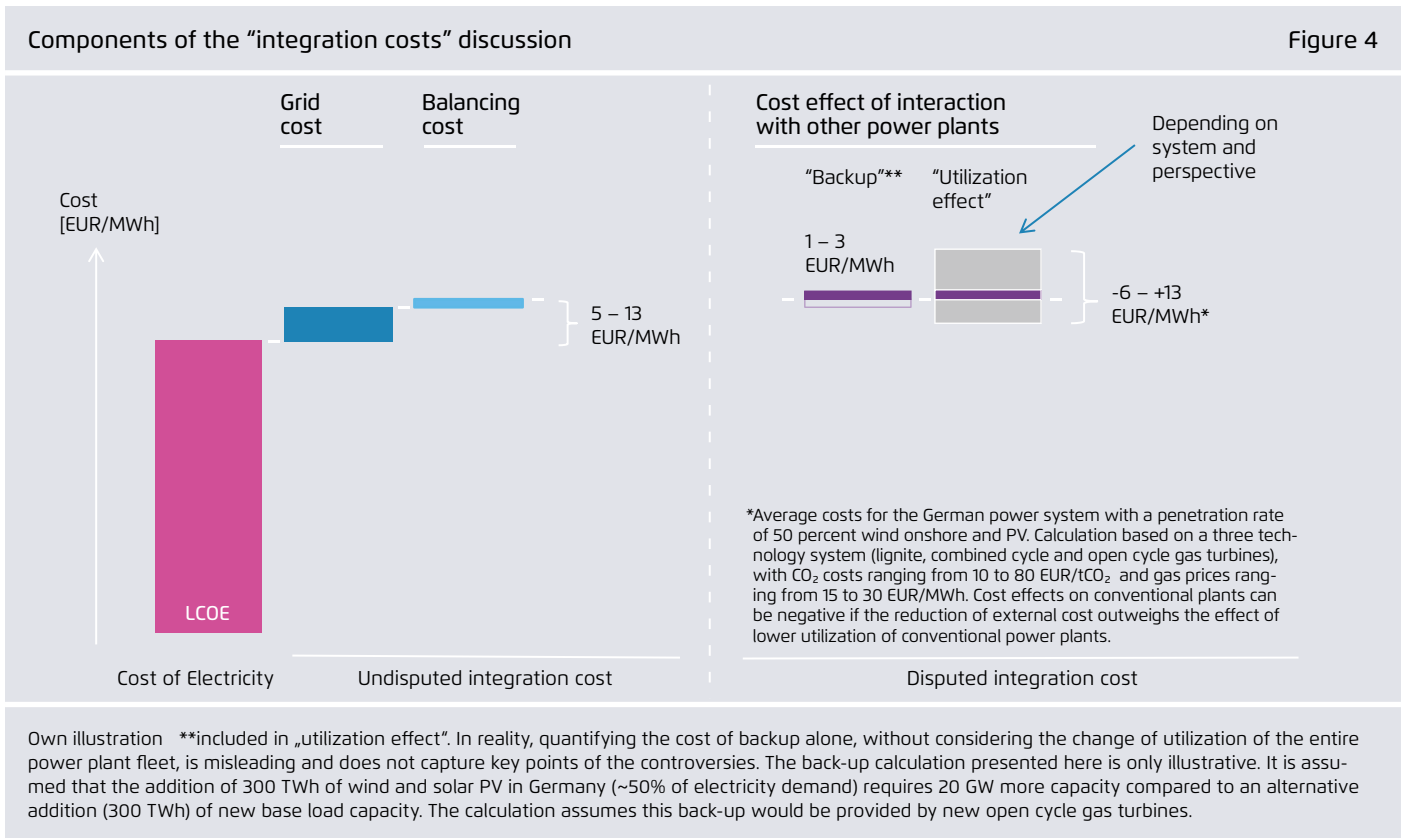 Components of the “integration costs” discussion
Figure 4
Grid
cost
Balancing
cost
Cost
[EUR/MWh]
5 – 13
EUR/MWh
LCOE
Cost of Electricity
Undisputed integration cost
Cost effect of interaction
with other power plants
Depending on
system and
perspective
“Backup”**
“Utilization
effect”
1 – 3
EUR/MWh
-6 – +13
EUR/MWh*
*Average costs for the German power system with a penetration rate
of 50 percent wind onshore and PV. Calculation based on a three tech-
nology system (lignite, combined cycle and open cycle gas turbines),
with CO₂ costs ranging from 10 to 80 EUR/tCO₂ and gas prices rang-
ing from 15 to 30 EUR/MWh. Cost effects on conventional plants can
be negative if the reduction of external cost outweighs the effect of
lower utilization of conventional power plants.
Disputed integration cost
Own illustration **included in „utilization effect“. In reality, quantifying the cost of backup alone, without considering the change of utilization of the entire
power plant fleet, is misleading and does not capture key points of the controversies. The back-up calculation presented here is only illustrative. It is assu-
med that the addition of 300 TWh of wind and solar PV in Germany (~50% of electricity demand) requires 20 GW more capacity compared to an alternative
addition (300 TWh) of new base load capacity. The calculation assumes this back-up would be provided by new open cycle gas turbines.